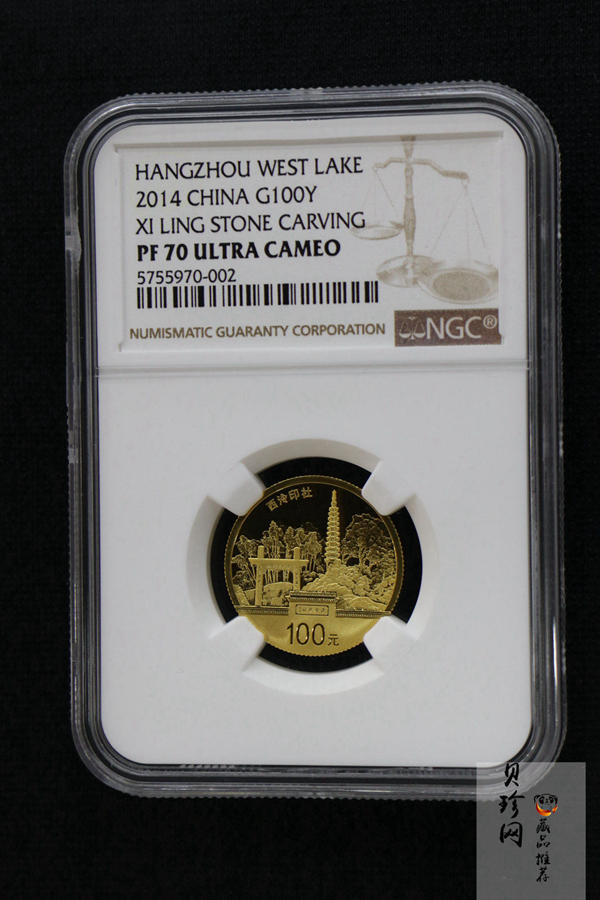 HANGZHOU WEST LAKE
2014 CHINA G100Y
XI LING STONE CARVING
PF 70 ULTRA CAMEO
5755970-002
NUMISMATIC GUARANTY CORPORATION
NGC®
西泠印社
100元
贝珍网
藏品推荐